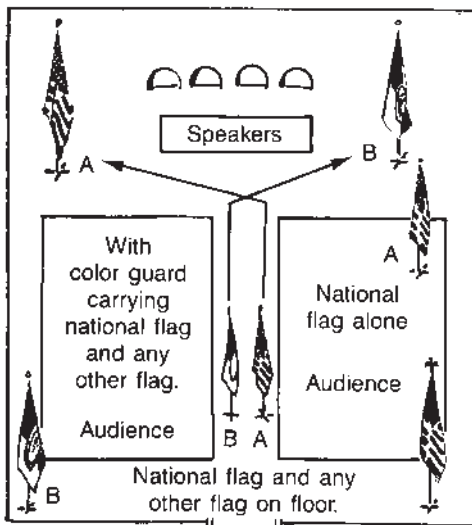 Speakers
A
B
With
color guard
carrying
national flag
and any
other flag.
Audience
A
National
flag alone
Audience
B A
B
National flag and any
other flag on floor.